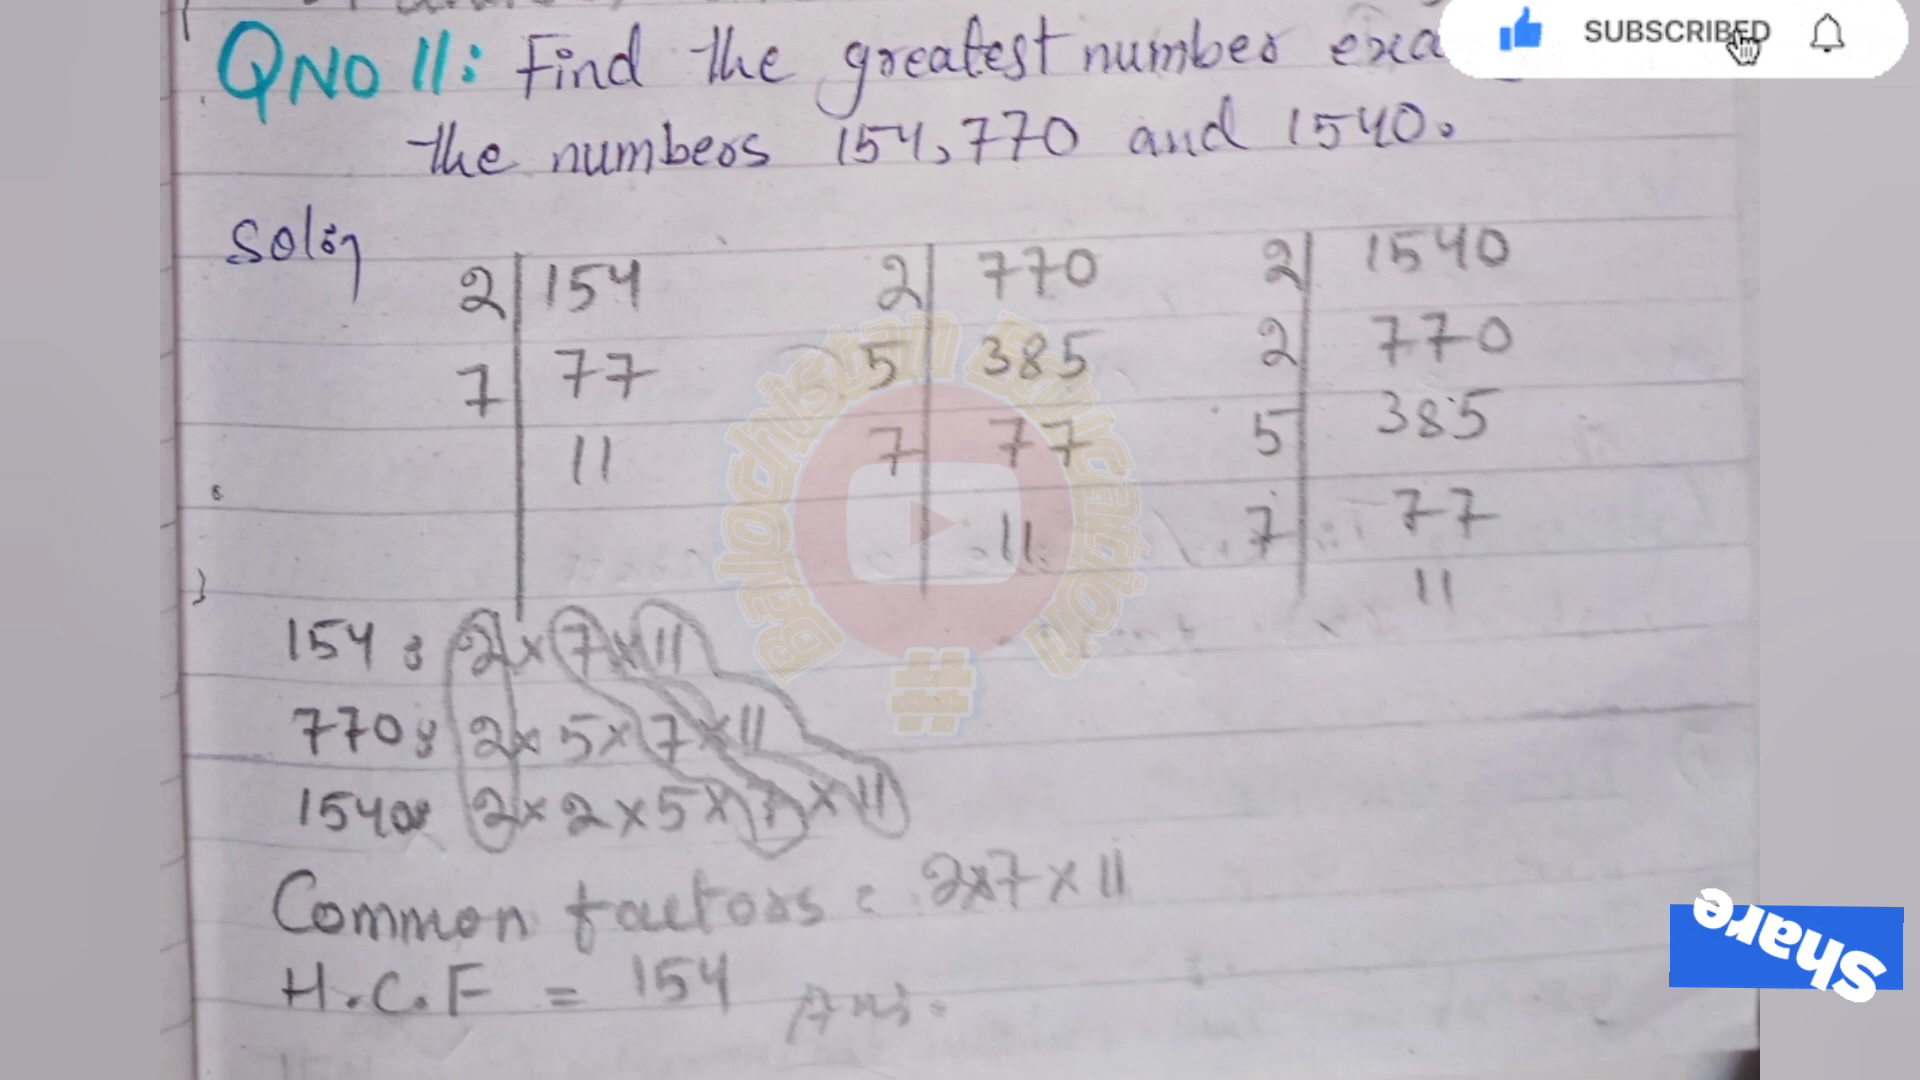 QNO 11: Find the greatest number exa
SUBSCRIBED
the numbers 154, 770 and 1540.
Sol:
2 | 154 2 | 770 2 | 1540
7 | 77 5 | 385 2 | 770
11 7 | 77 5 | 385
11 7 | 77
11
Balochistan Education
#
154 : 2 x 7 x 11
770 : 2 x 5 x 7 x 11
1540: 2 x 2 x 5 x 7 x 11
Common factors = 2x7 x 11
H.C.F = 154 Ans.
Share